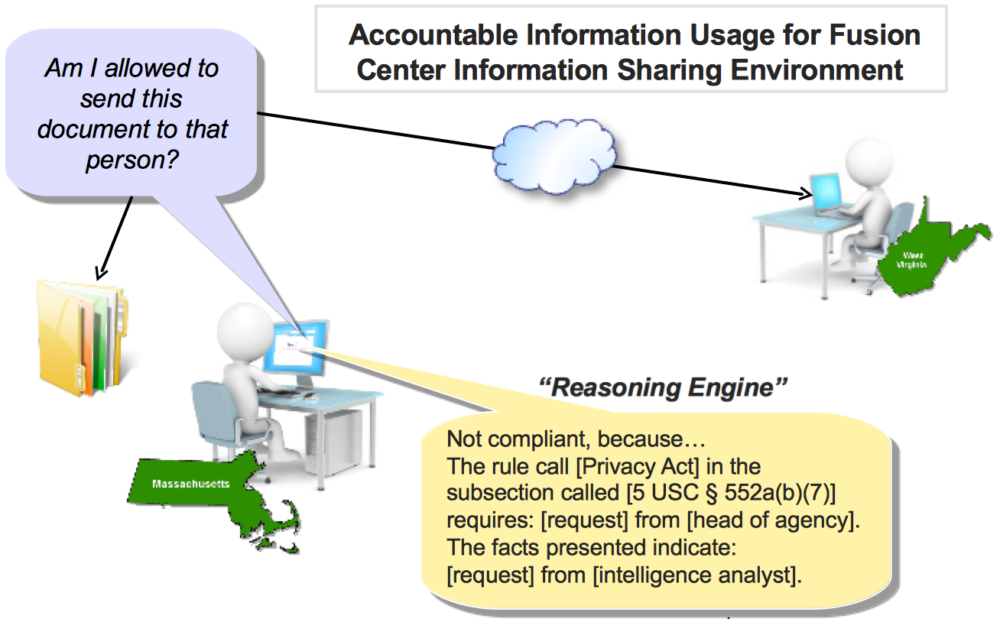 Accountable Information Usage for Fusion
Center Information Sharing Environment
Am I allowed to
send this
document to that
person?
West
Virginia
Massachusetts
“Reasoning Engine”
Not compliant, because…
The rule call [Privacy Act] in the
subsection called [5 USC § 552a(b)(7)]
requires: [request] from [head of agency].
The facts presented indicate:
[request] from [intelligence analyst].